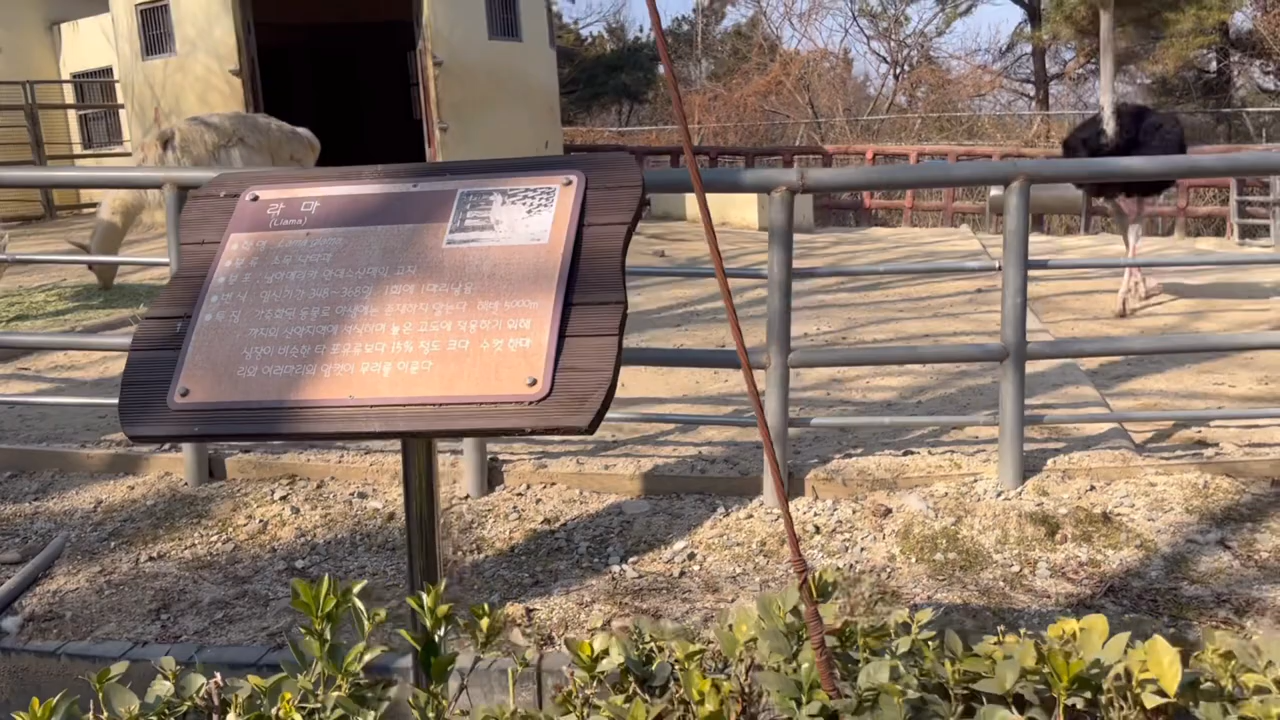 라 마
(Llama)
● 학 명 : Lama glama
● 분 류 : 소목 낙타과
● 분 포 : 남아메리카 안데스산맥의 고지
● 번 식 : 임신기간 348~368일, 1회에 1마리 낳음
● 특 징 : 가축화된 동물로 야생에는 존재하지 않는다. 해발 5000m
까지의 산악지역에 서식하며 높은 고도에 적응하기 위해
심장이 비슷한 타 포유류보다 15% 정도 크다. 수컷 한마
리와 여러마리의 암컷이 무리를 이룬다.